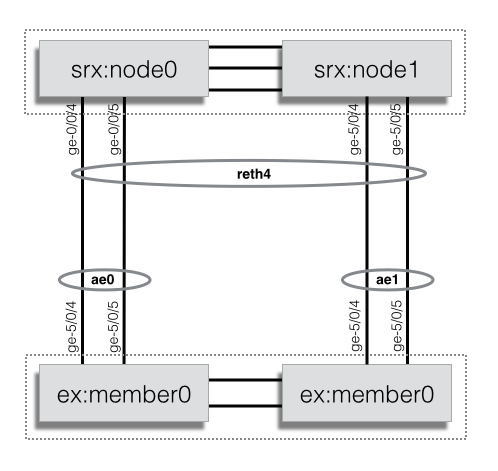 srx:node0
srx:node1
ge-0/0/4
ge-0/0/5
ge-5/0/4
ge-5/0/5
reth4
ae0
ae1
ge-5/0/4
ge-5/0/5
ge-5/0/4
ge-5/0/5
ex:member0
ex:member0